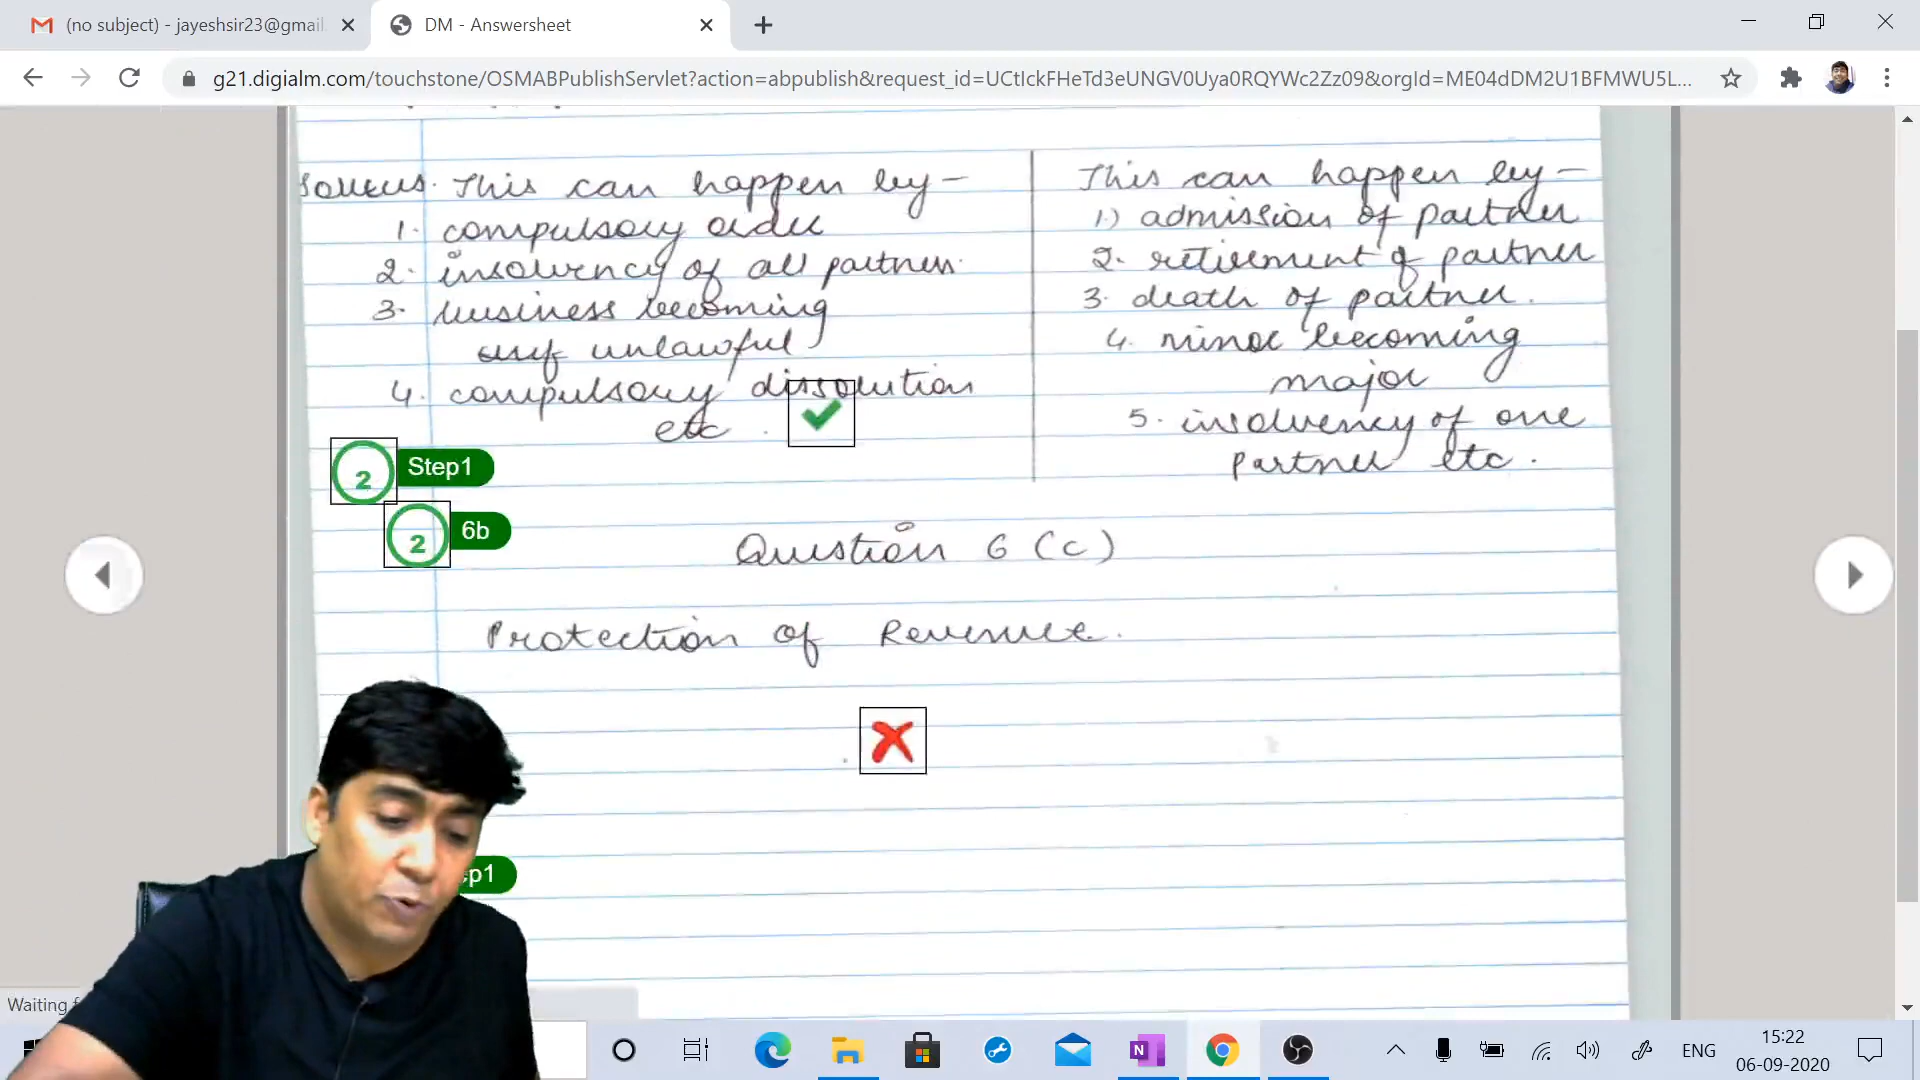 (no subject) - jayeshsir23@gmail.
DM - Answersheet
g21.digialm.com/touchstone/OSMABPublishServlet?action=abpublish&request_id=UCtIckFHeTd3eUNGV0Uya0RQYWc2Zz09&orgId=ME04dDM2U1BFMWU5L...
This can happen by -
1. compulsory order
2. insolvency of all partners.
3. business becoming
unlawful
4. compulsory dissolution
etc.
This can happen by -
1.) admission of partner
2. retirement of partner
3. death of partner.
4. minor becoming
major
5. insolvency of one
partner etc.
2 Step1
2 6b
Question 6 (c)
Protection of Revenue.
ep1
Waiting f
ENG
15:22
06-09-2020